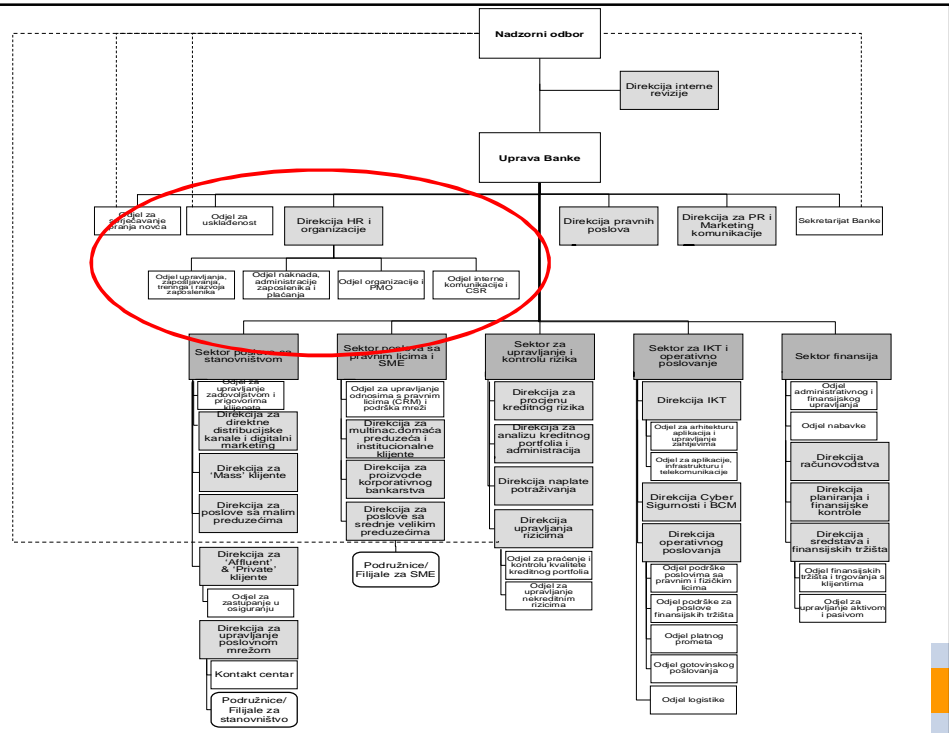 Nadzorni odbor
Direkcija interne
revizije
Uprava Banke
Odjel za
sprječavanje
pranja novca
Odjel za
usklađenost
Direkcija HR i
organizacije
Direkcija pravnih
poslova
Direkcija za PR i
Marketing
komunikacije
Sekretarijat Banke
Odjel upravljanja,
zapošljavanja,
treninga i razvoja
zaposlenika
Odjel naknada,
administracije
zaposlenika i
plaćanja
Odjel organizacije i
PMO
Odjel interne
komunikacije i
CSR
Sektor poslova sa
stanovništvom
Odjel za
upravljanje
zadovoljstvom i
prigovorima
klijenata
Direkcija za
direktne
distribucijske
kanale i digitalni
marketing
Direkcija za
‘Mass’ klijente
Direkcija za
poslove sa malim
preduzećima
Direkcija za
‘Affluent’
& ‘Private’
klijente
Odjel za
zastupanje u
osiguranju
Direkcija za
upravljanje
poslovnom
mrežom
Kontakt centar
Podružnice/
Filijale za
stanovništvo
Sektor poslova sa
pravnim licima i
SME
Odjel za upravljanje
odnosima s pravnim
licima (CRM) i
podrška mreži
Direkcija za
multinac.domaća
preduzeća i
institucionalne
klijente
Direkcija za
proizvode
korporativnog
bankarstva
Direkcija za
poslove sa
srednje velikim
preduzećima
Podružnice/
Filijale za SME
Sektor za
upravljanje i
kontrolu rizika
Direkcija za
procjenu
kreditnog rizika
Direkcija za
analizu kreditnog
portfolia i
administracija
Direkcija naplate
potraživanja
Direkcija
upravljanja
rizicima
Odjel za praćenje i
kontrolu kvalitete
kreditnog portfolia
Odjel za
upravljanje
nekreditnim
rizicima
Sektor za IKT i
operativno
poslovanje
Direkcija IKT
Odjel za arhitekturu
aplikacija i
upravljanje
zahtjevima
Odjel za aplikacije,
infrastrukturu i
telekomunikacije
Direkcija Cyber
Sigurnosti i BCM
Direkcija
operativnog
poslovanja
Odjel podrške
poslovima sa
pravnim i fizičkim
licima
Odjel podrške za
poslove
finansijskih tržišta
Odjel platnog
prometa
Odjel gotovinskog
poslovanja
Odjel logistike
Sektor finansija
Odjel
administrativnog i
finansijskog
upravljanja
Odjel nabavke
Direkcija
računovodstva
Direkcija
planiranja i
finansijske
kontrole
Direkcija
sredstava i
finansijskih tržišta
Odjel finansijskih
tržišta i trgovanja s
klijentima
Odjel za
upravljanje aktivom
i pasivom